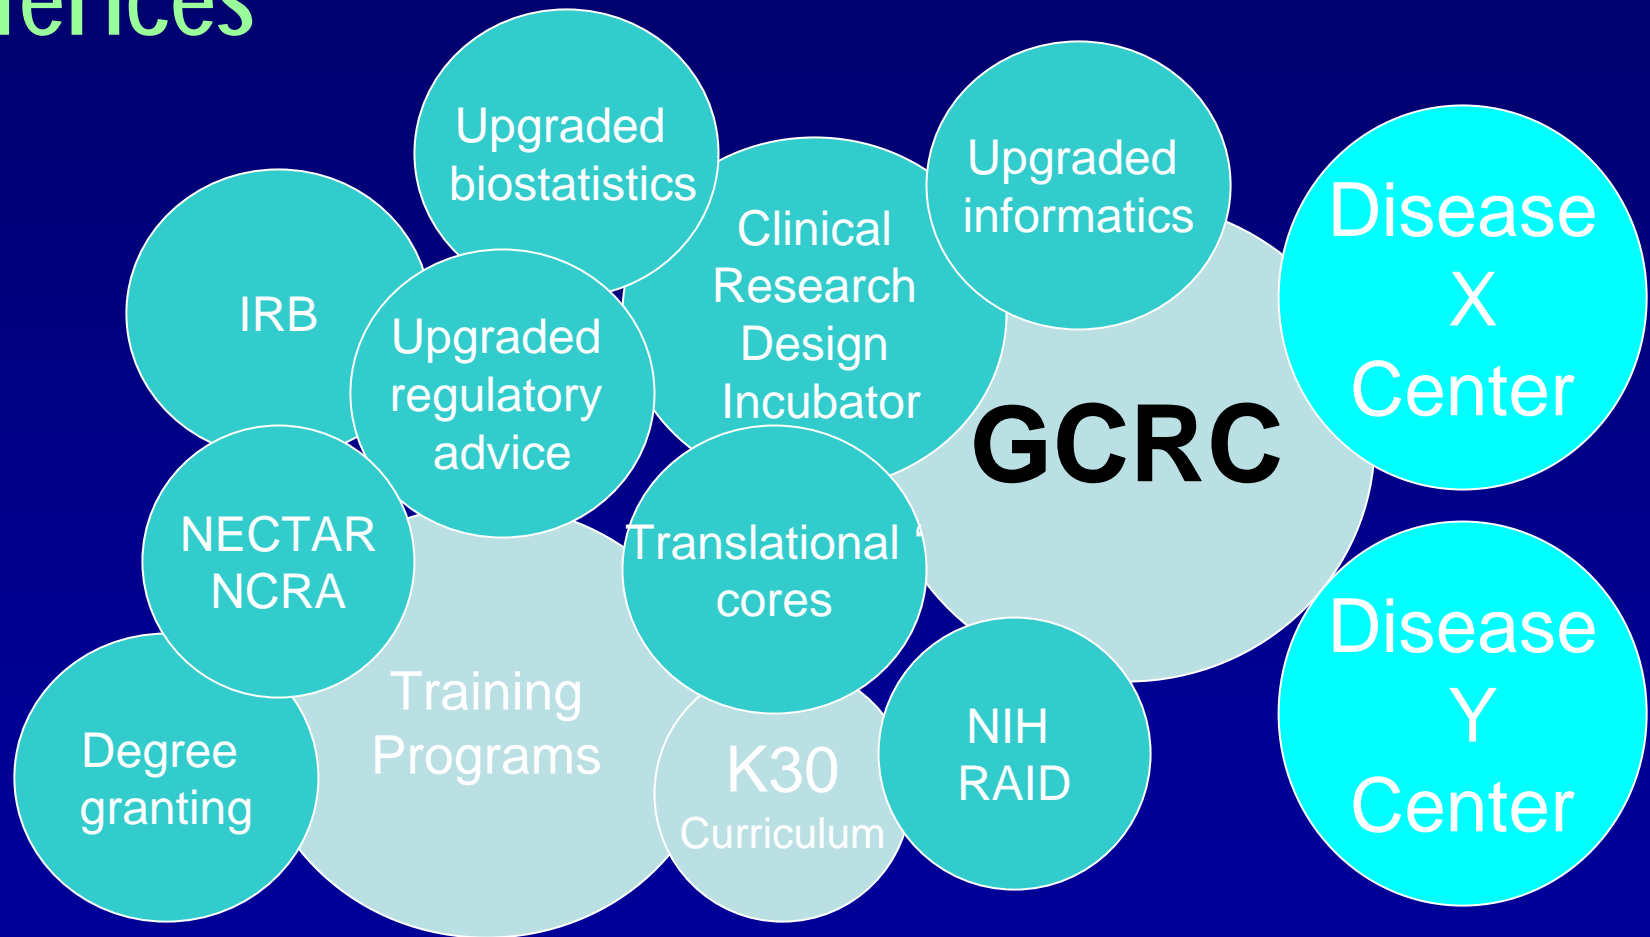 Upgraded
biostatistics
Upgraded
informatics
Clinical
Research
Design
Incubator
Disease
X
Center
IRB
Upgraded
regulatory
advice
GCRC
NECTAR
NCRA
Translational
cores
Disease
Y
Center
Training
Programs
Degree
granting
K30
Curriculum
NIH
RAID